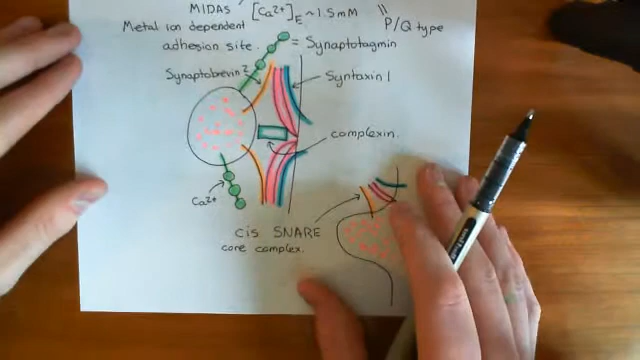 MIDAS [Ca²⁺]E ~1.5mM
P/Q type
Metal ion dependent
adhesion site.
= Synaptotagmin
Synaptobrevin 2
Syntaxin 1
complexin.
Ca²⁺
cis SNARE
core complex.